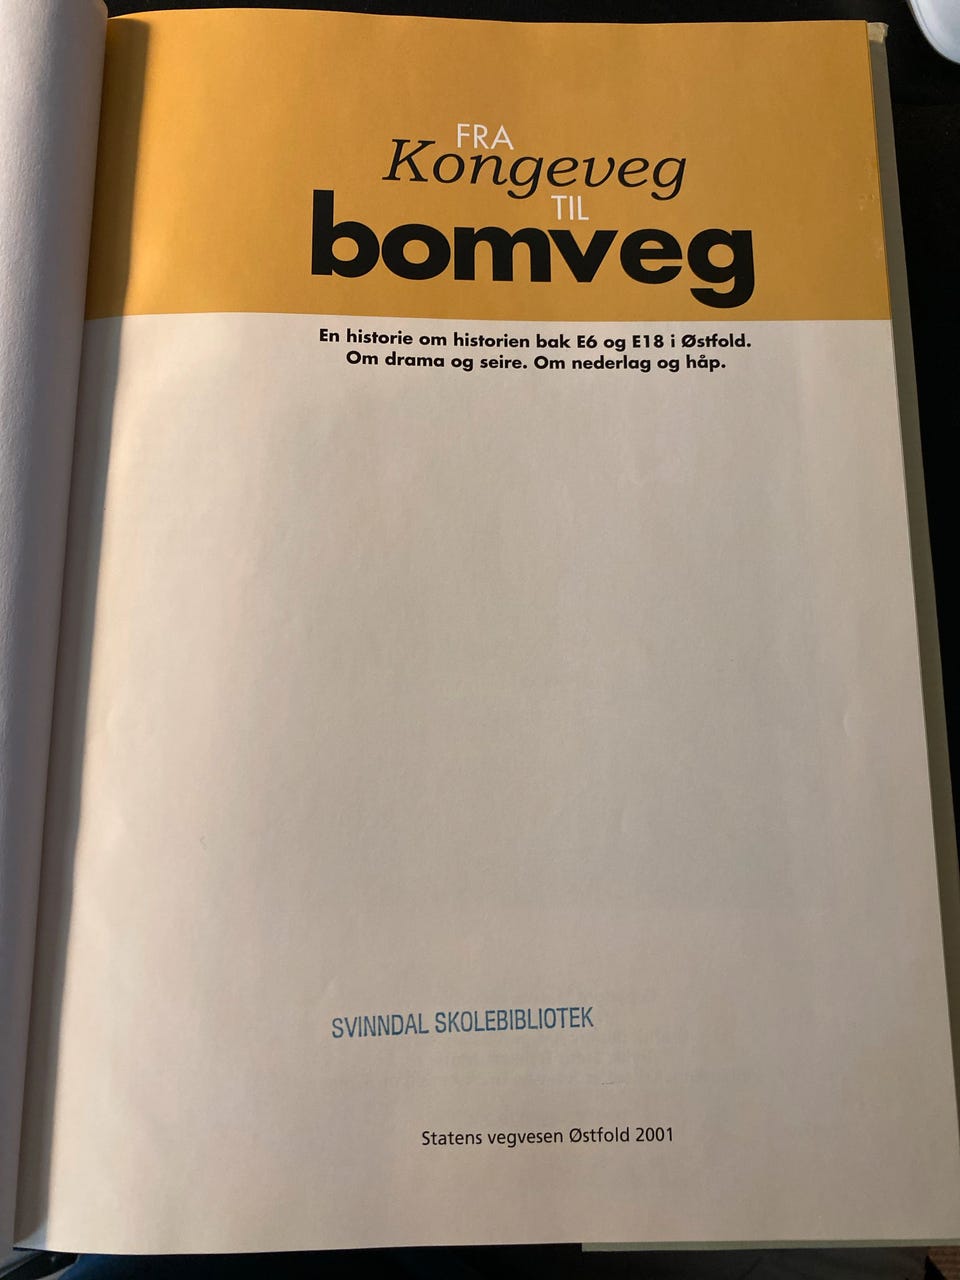 FRA
Kongeveg
TIL
bomveg
En historie om historien bak E6 og E18 i Østfold.
Om drama og seire. Om nederlag og håp.
SVINNDAL SKOLEBIBLIOTEK
Statens vegvesen Østfold 2001